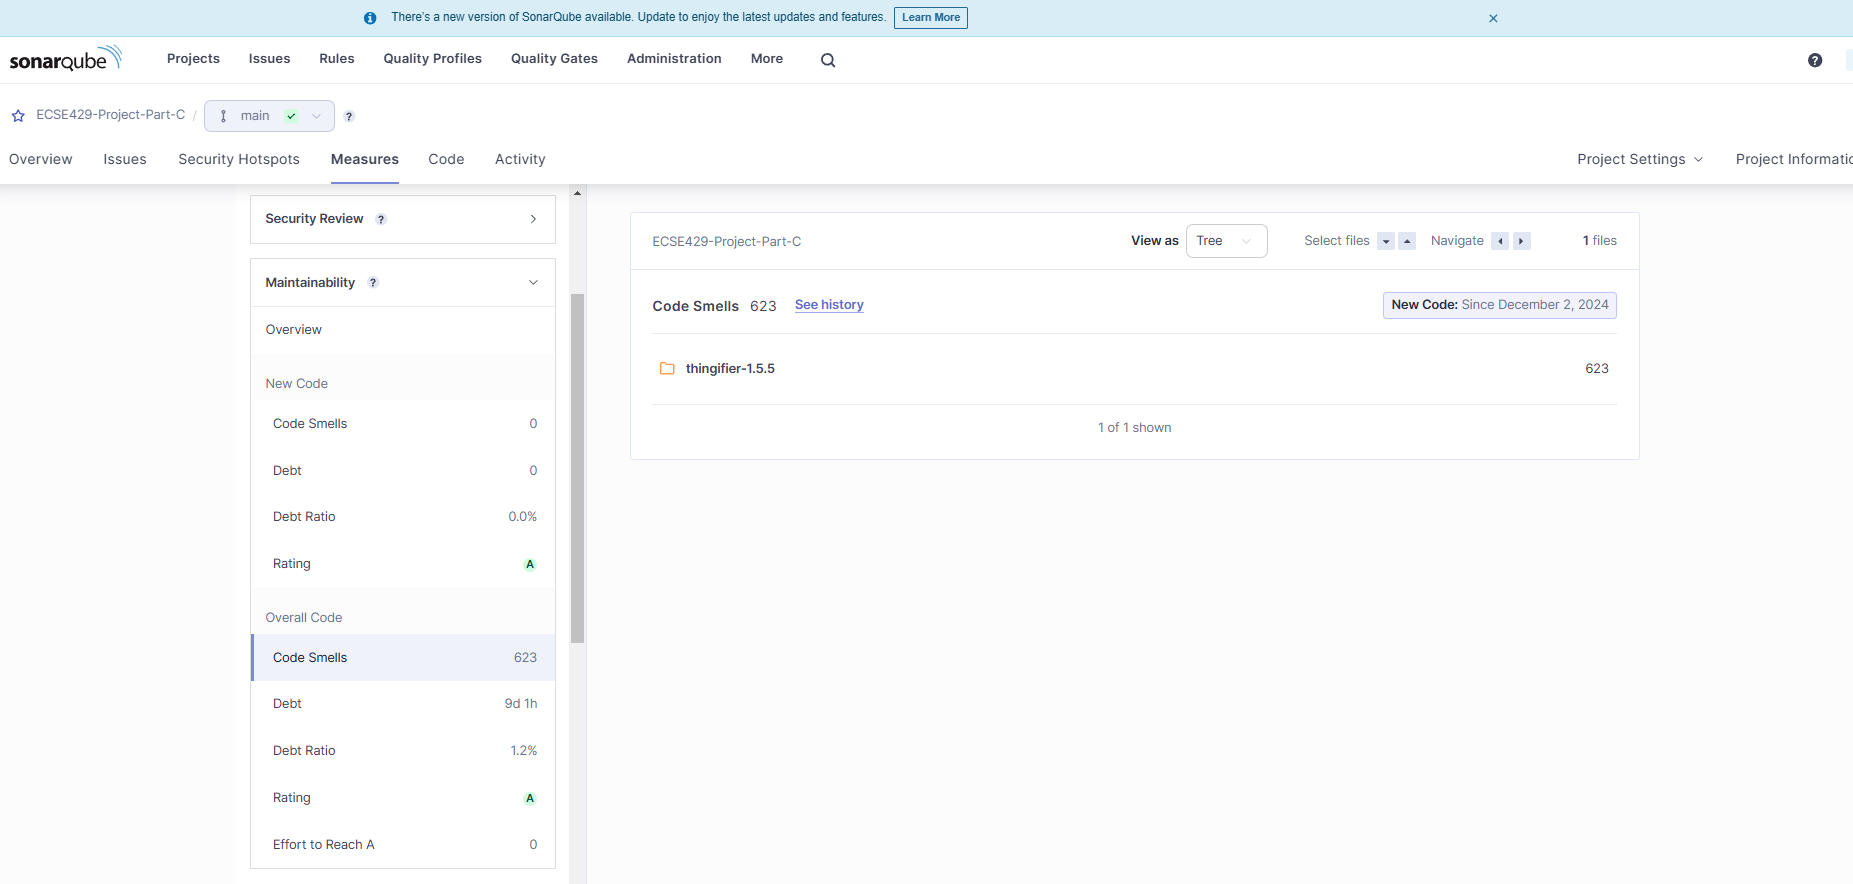 There's a new version of SonarQube available. Update to enjoy the latest updates and features. Learn More
sonarqube Projects Issues Rules Quality Profiles Quality Gates Administration More
ECSE429-Project-Part-C / main ?
Overview Issues Security Hotspots Measures Code Activity Project Settings Project Informatio
Security Review ?
ECSE429-Project-Part-C View as Tree Select files Navigate 1 files
Maintainability ?
Code Smells 623 See history New Code: Since December 2, 2024
Overview
thingifier-1.5.5 623
New Code
Code Smells 0
1 of 1 shown
Debt 0
Debt Ratio 0.0%
Rating A
Overall Code
Code Smells 623
Debt 9d 1h
Debt Ratio 1.2%
Rating A
Effort to Reach A 0